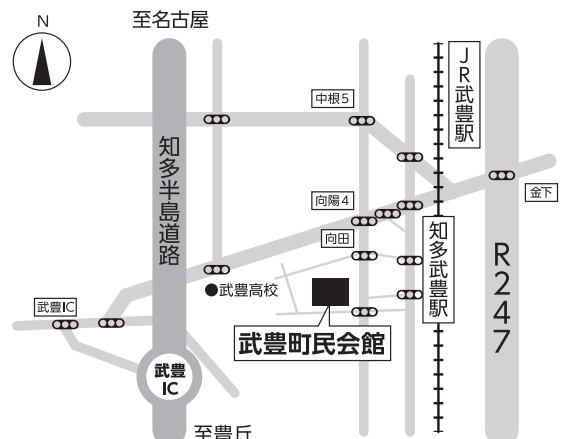 至名古屋
N
JR武豊駅
中根5
知多半島道路
金下
向陽4
向田
知多武豊駅
R247
武豊高校
武豊IC
武豊町民会館
武豊
IC
至豊丘